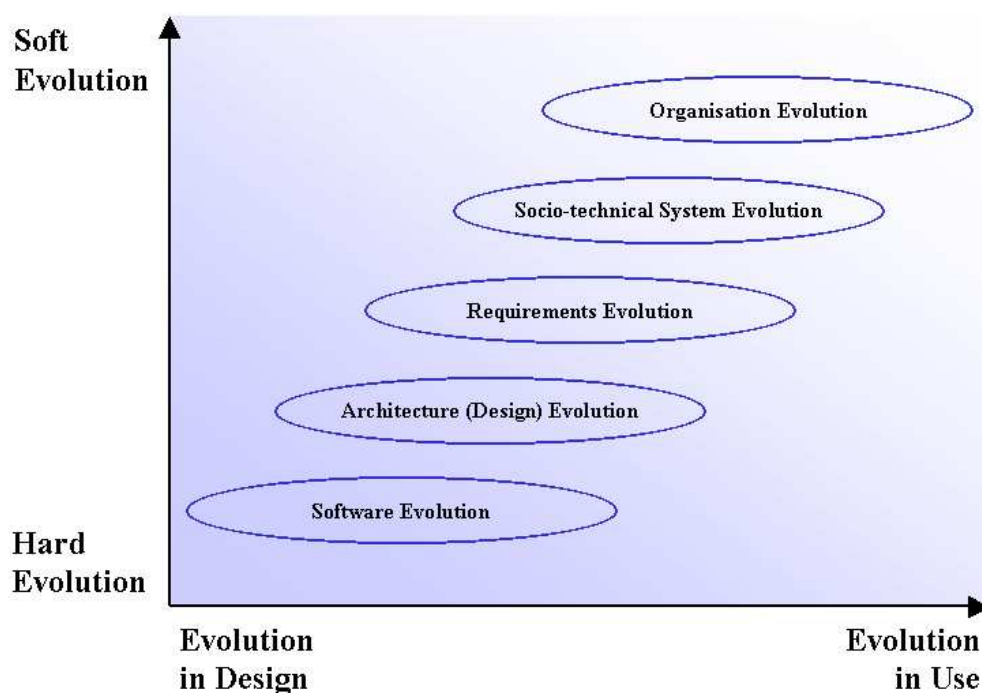 Soft
Evolution
Organisation Evolution
Socio-technical System Evolution
Requirements Evolution
Architecture (Design) Evolution
Software Evolution
Hard
Evolution
Evolution
in Design
Evolution
in Use